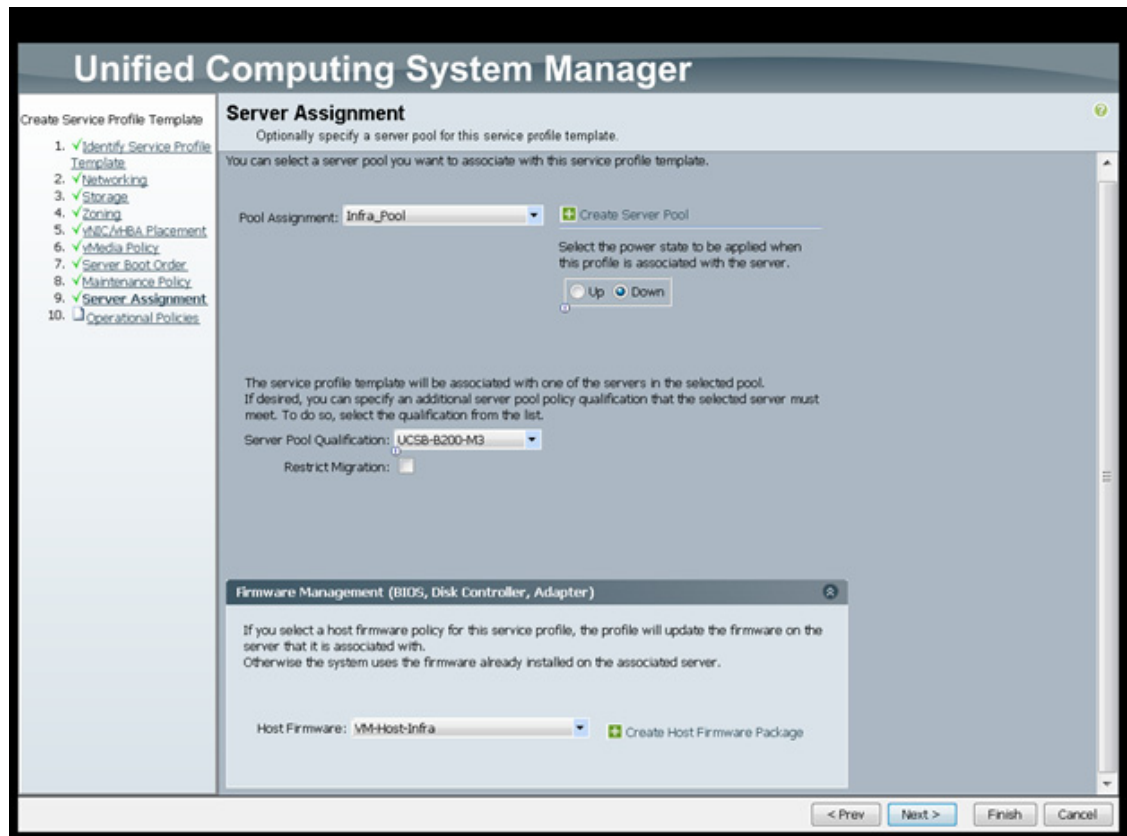 Unified Computing System Manager
Create Service Profile Template
1. Identify Service Profile
Template
2. Networking
3. Storage
4. Zoning
5. vNIC/vHBA Placement
6. vMedia Policy
7. Server Boot Order
8. Maintenance Policy
9. Server Assignment
10. Operational Policies
Server Assignment
Optionally specify a server pool for this service profile template.
You can select a server pool you want to associate with this service profile template.
Pool Assignment: Infra_Pool
Create Server Pool
Select the power state to be applied when
this profile is associated with the server.
Up Down
The service profile template will be associated with one of the servers in the selected pool.
If desired, you can specify an additional server pool policy qualification that the selected server must
meet. To do so, select the qualification from the list.
Server Pool Qualification: UCSB-B200-M3
Restrict Migration:
Firmware Management (BIOS, Disk Controller, Adapter)
If you select a host firmware policy for this service profile, the profile will update the firmware on the
server that it is associated with.
Otherwise the system uses the firmware already installed on the associated server.
Host Firmware: VM-Host-Infra
Create Host Firmware Package
< Prev Next > Finish Cancel